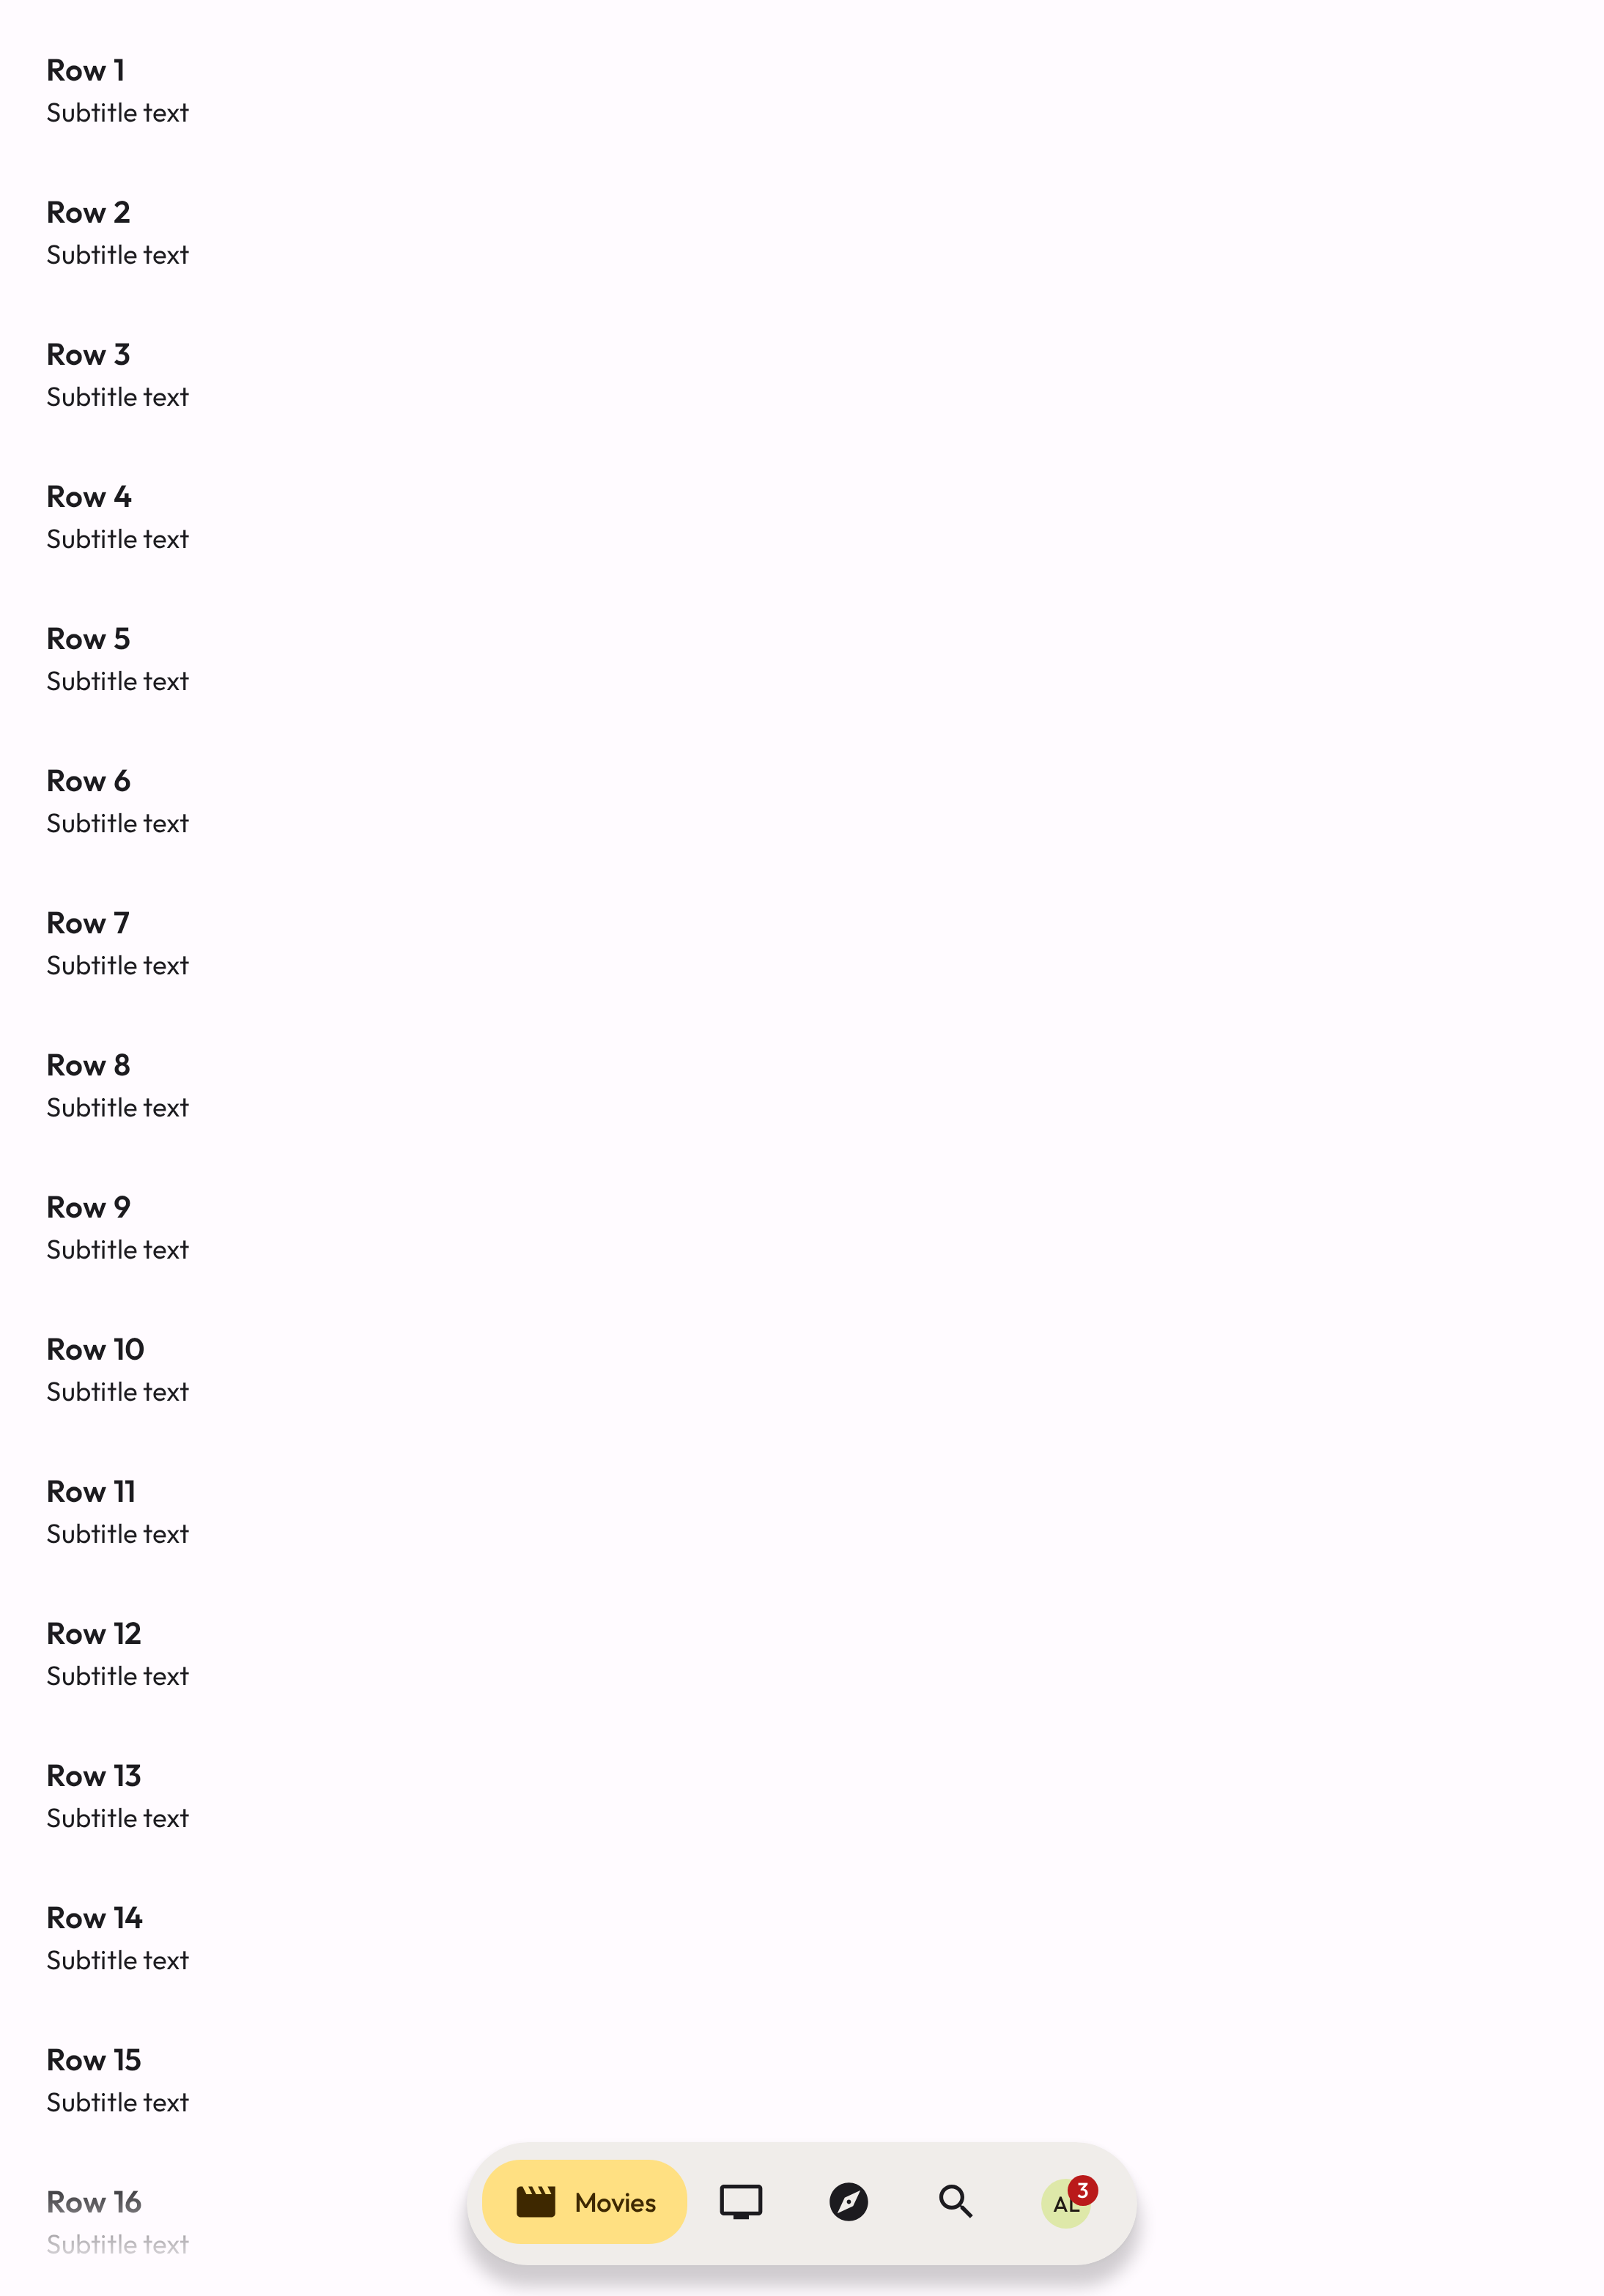 Row 1
Subtitle text
Row 2
Subtitle text
Row 3
Subtitle text
Row 4
Subtitle text
Row 5
Subtitle text
Row 6
Subtitle text
Row 7
Subtitle text
Row 8
Subtitle text
Row 9
Subtitle text
Row 10
Subtitle text
Row 11
Subtitle text
Row 12
Subtitle text
Row 13
Subtitle text
Row 14
Subtitle text
Row 15
Subtitle text
Row 16
Subtitle text
Movies
AL 3